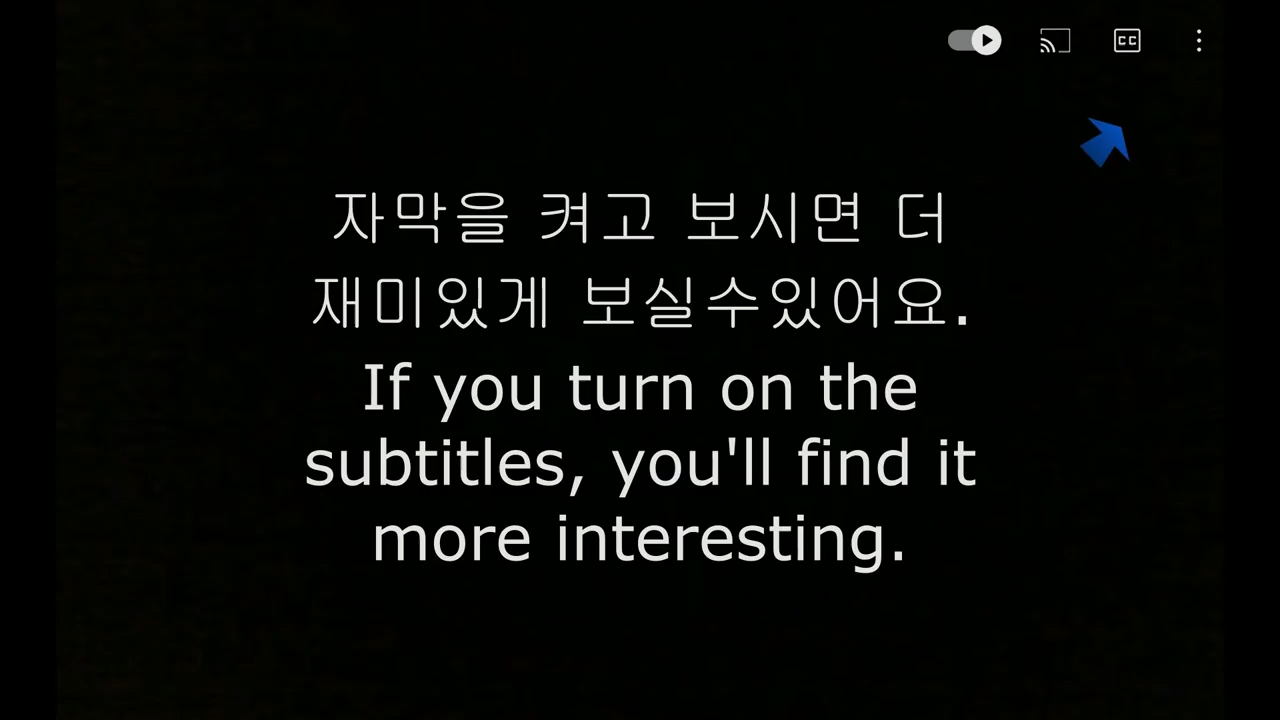 CC
자막을 켜고 보시면 더
재미있게 보실수있어요.
If you turn on the
subtitles, you'll find it
more interesting.